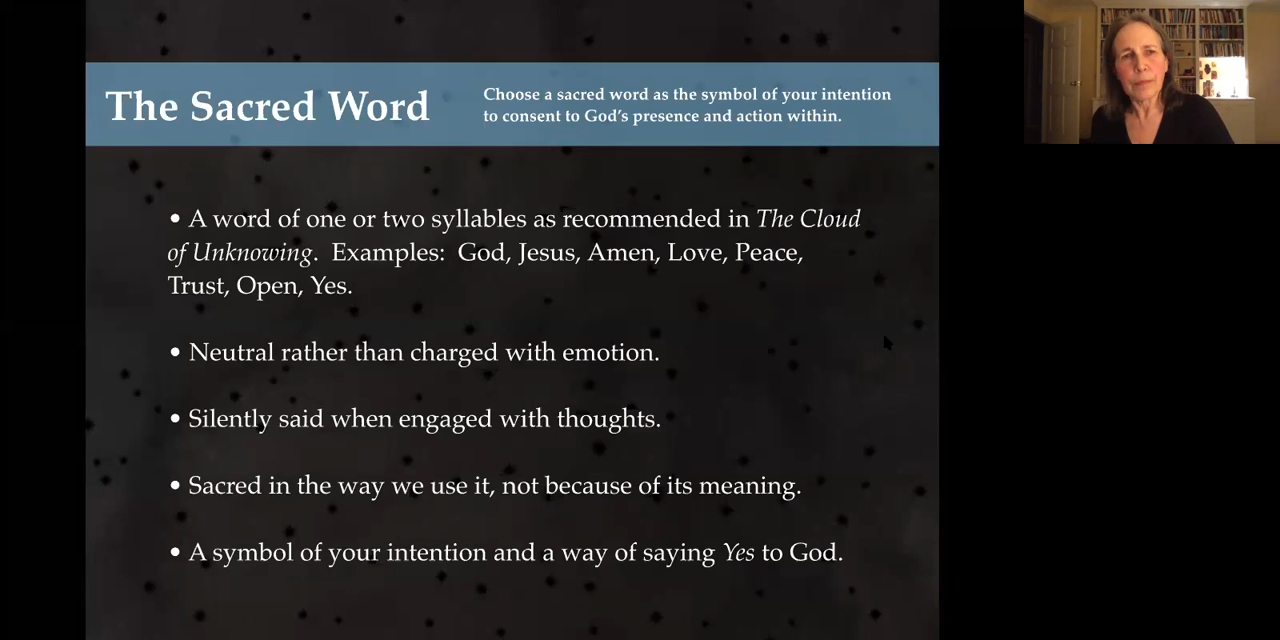 The Sacred Word
Choose a sacred word as the symbol of your intention
to consent to God's presence and action within.
• A word of one or two syllables as recommended in The Cloud
of Unknowing.  Examples:  God, Jesus, Amen, Love, Peace,
Trust, Open, Yes.
• Neutral rather than charged with emotion.
• Silently said when engaged with thoughts.
• Sacred in the way we use it, not because of its meaning.
• A symbol of your intention and a way of saying Yes to God.